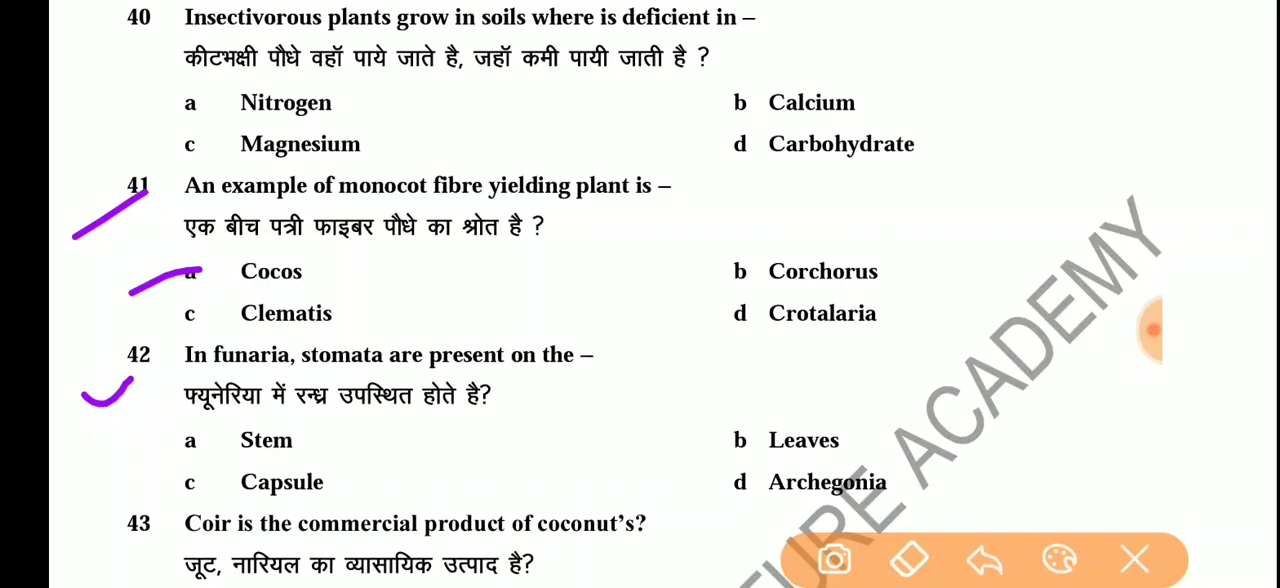 40 Insectivorous plants grow in soils where is deficient in –
कीटभक्षी पौधे वहॉ पाये जाते है, जहॉ कमी पायी जाती है ?
a Nitrogen b Calcium
c Magnesium d Carbohydrate
41 An example of monocot fibre yielding plant is –
एक बीच पत्री फाइबर पौधे का श्रोत है ?
a Cocos b Corchorus
c Clematis d Crotalaria
42 In funaria, stomata are present on the –
फ्यूनेरिया में रन्ध्र उपस्थित होते है?
a Stem b Leaves
c Capsule d Archegonia
43 Coir is the commercial product of coconut’s?
जूट, नारियल का व्यासायिक उत्पाद है?
TURE ACADEMY